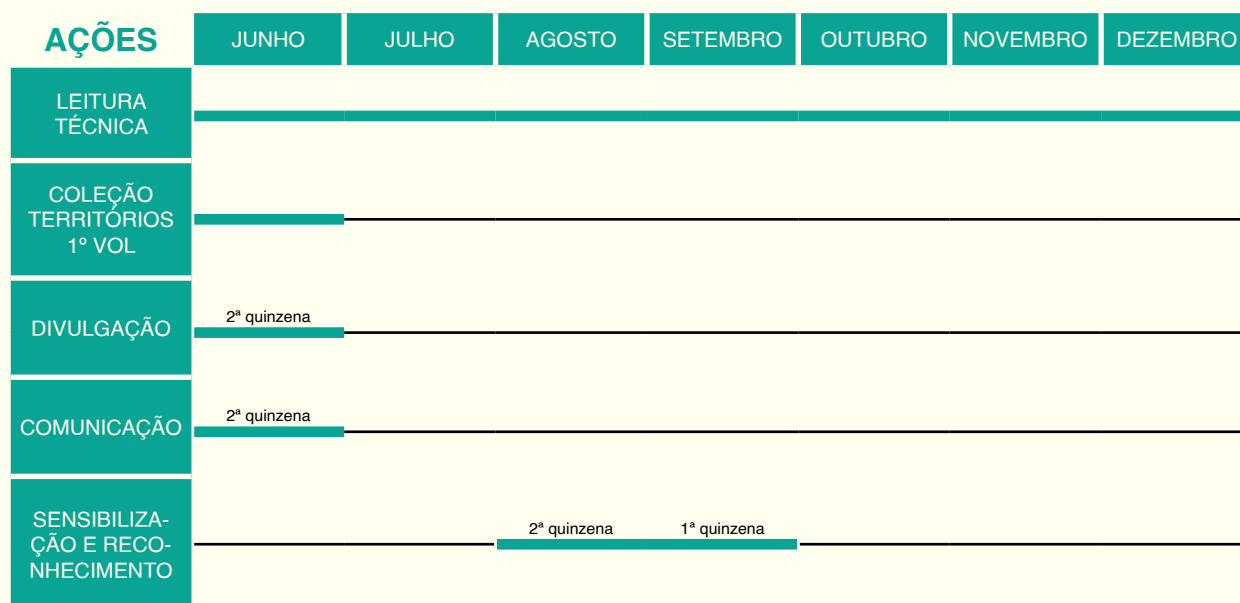 AÇÕES
JUNHO
JULHO
AGOSTO
SETEMBRO
OUTUBRO
NOVEMBRO
DEZEMBRO
LEITURA
TÉCNICA
COLEÇÃO
TERRITÓRIOS
1º VOL
DIVULGAÇÃO
2ª quinzena
COMUNICAÇÃO
2ª quinzena
SENSIBILIZA-
ÇÃO E RECO-
NHECIMENTO
2ª quinzena
1ª quinzena